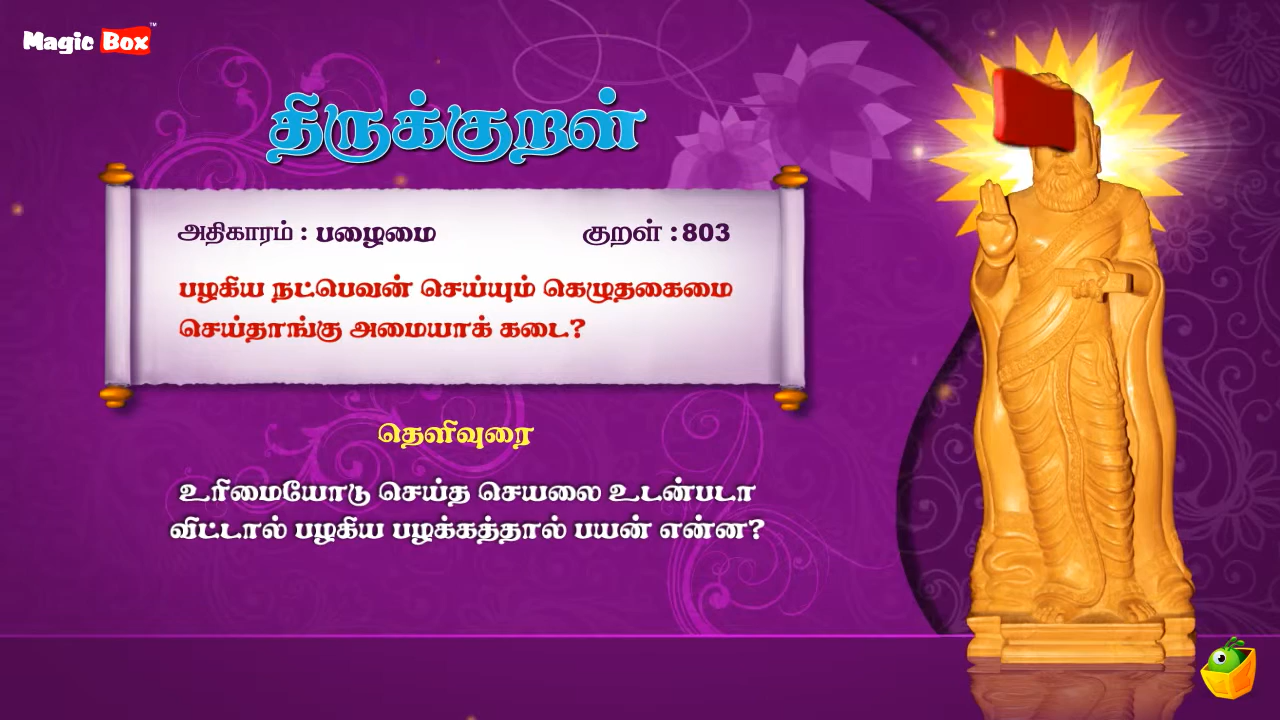 Magic Box™
திருக்குறள்
அதிகாரம் : பழைமை குறள் : 803
பழகிய நட்பெவன் செய்யும் கெழுதகைமை
செய்தாங்கு அமையாக் கடை?
தெளிவுரை
உரிமையோடு செய்த செயலை உடன்படா
விட்டால் பழகிய பழக்கத்தால் பயன் என்ன?